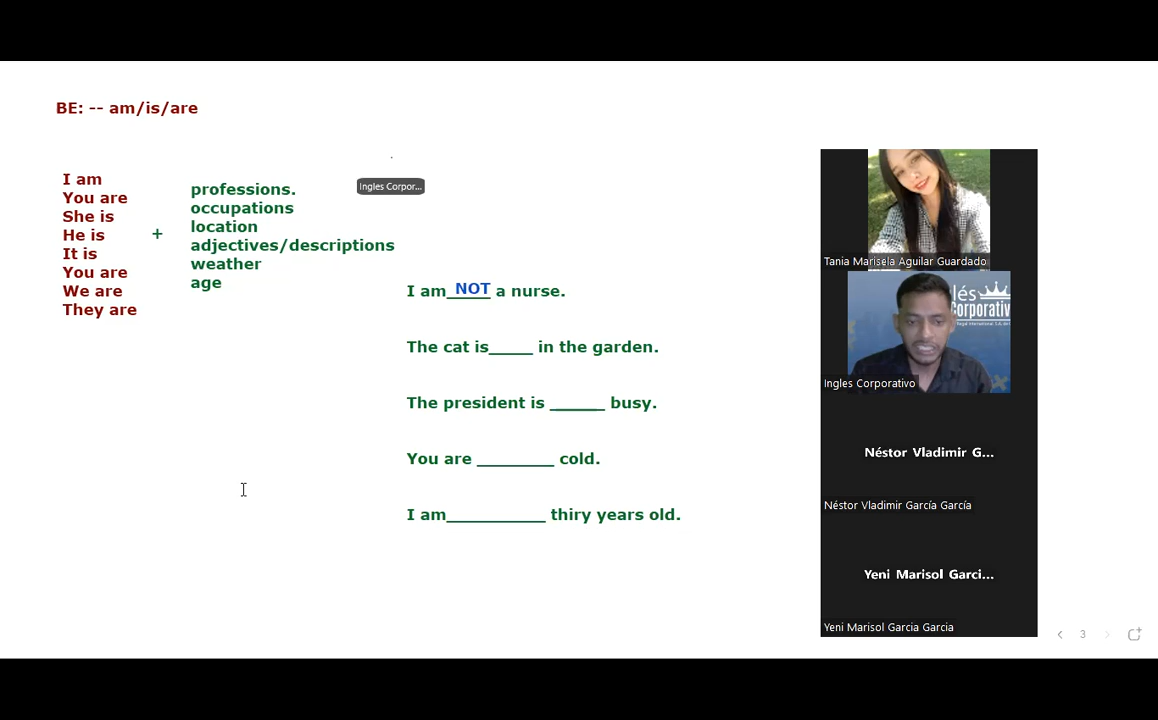 BE: -- am/is/are
I am
You are
She is
He is
It is
You are
We are
They are
+
professions.
occupations
location
adjectives/descriptions
weather
age
Ingles Corpor...
I am_____ a nurse.
NOT
The cat is_____ in the garden.
The president is ______ busy.
You are _________ cold.
I am___________ thiry years old.
Tania Marisela Aguilar Guardado
lés
orporativ
Ingles Corporativo
Néstor Vladimir G...
Néstor Vladimir García García
Yeni Marisol Garci...
Yeni Marisol Garcia Garcia
3